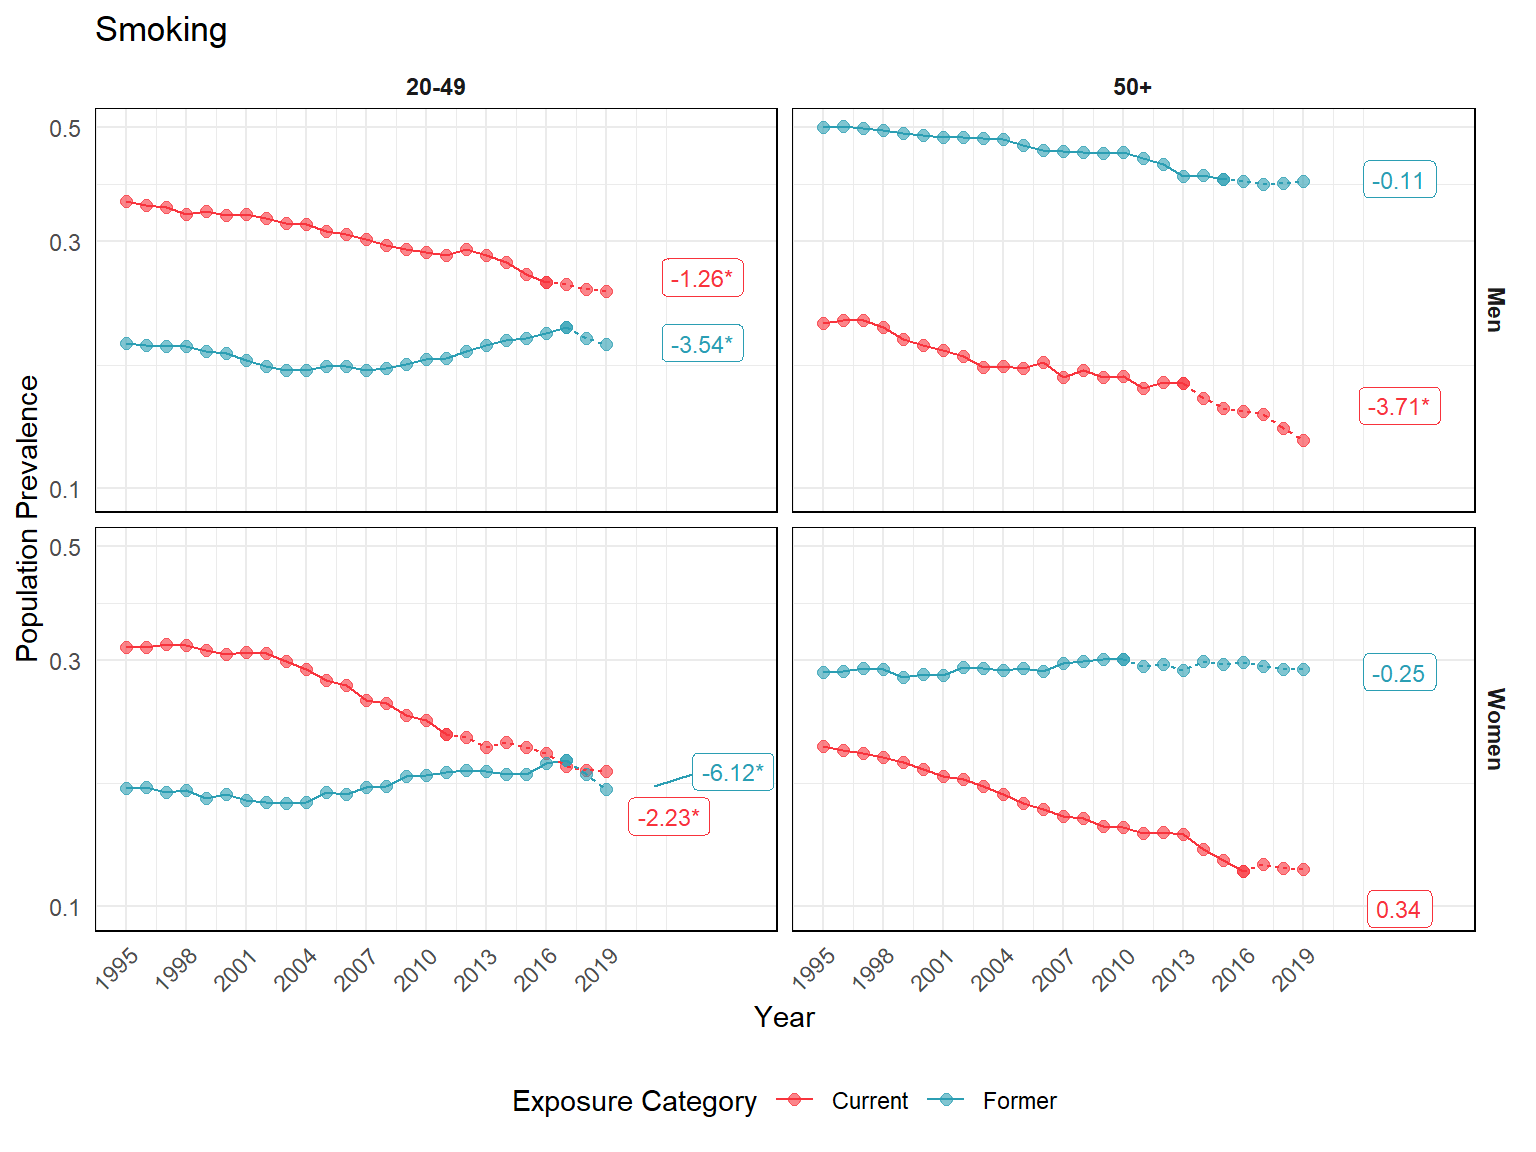 Smoking
20-49
50+
Population Prevalence
0.5
0.3
0.1
-1.26*
-3.54*
-0.11
-3.71*
Men
0.5
0.3
0.1
-6.12*
-2.23*
-0.25
0.34
Women
1995 1998 2001 2004 2007 2010 2013 2016 2019
1995 1998 2001 2004 2007 2010 2013 2016 2019
Year
Exposure Category Current Former